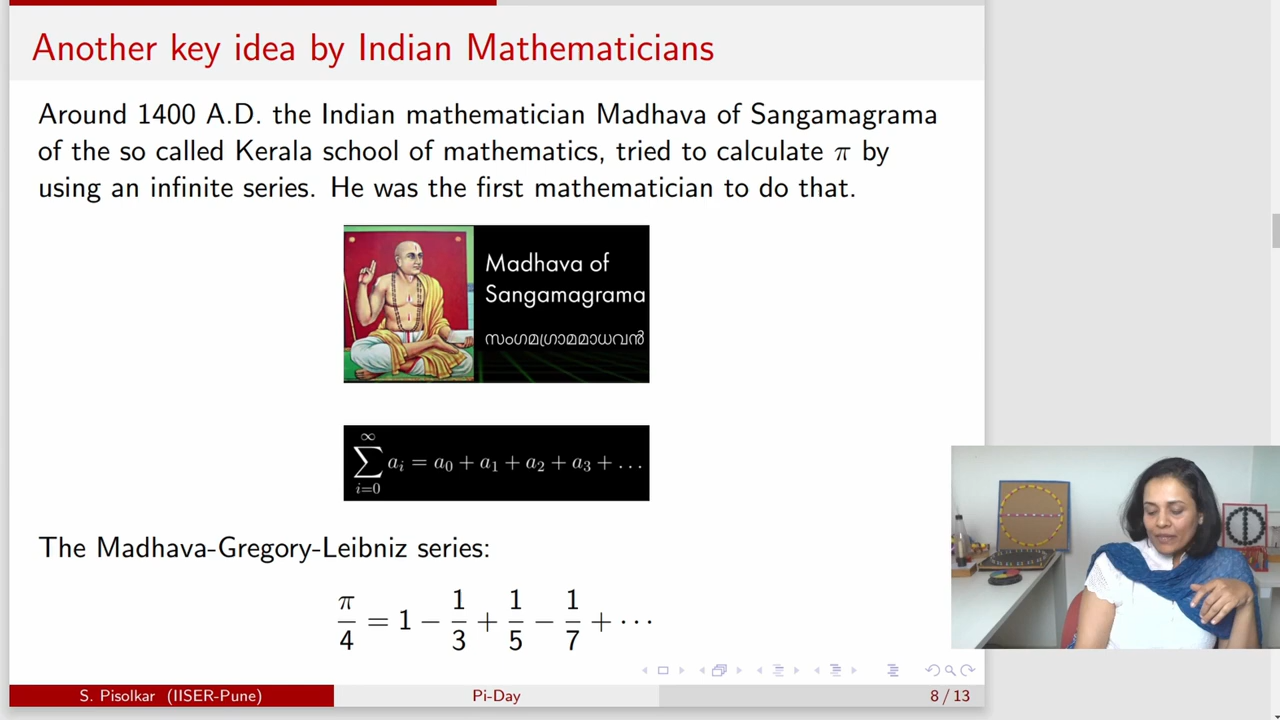 Another key idea by Indian Mathematicians
Around 1400 A.D. the Indian mathematician Madhava of Sangamagrama
of the so called Kerala school of mathematics, tried to calculate π by
using an infinite series. He was the first mathematician to do that.
Madhava of
Sangamagrama
സംഗമഗ്രാമമാധവൻ
∑_{i=0}^{∞} a_i = a_0 + a_1 + a_2 + a_3 + ...
The Madhava-Gregory-Leibniz series:
π/4 = 1 − 1/3 + 1/5 − 1/7 + ···
S. Pisolkar (IISER-Pune)
Pi-Day
8 / 13